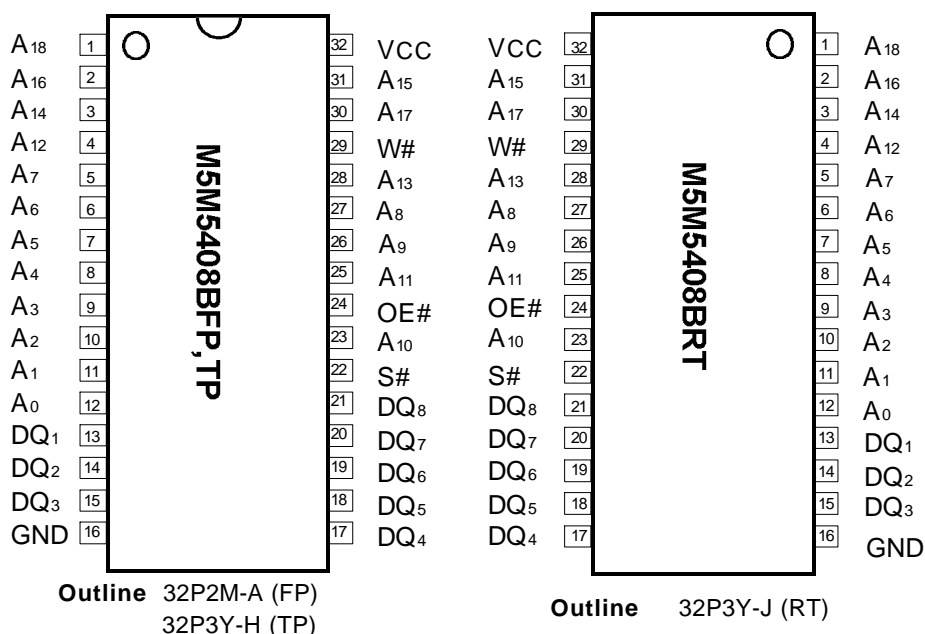 A18 1 32 VCC
A16 2 31 A15
A14 3 30 A17
A12 4 29 W#
A7 5 28 A13
A6 6 27 A8
A5 7 26 A9
A4 8 25 A11
A3 9 24 OE#
A2 10 23 A10
A1 11 22 S#
A0 12 21 DQ8
DQ1 13 20 DQ7
DQ2 14 19 DQ6
DQ3 15 18 DQ5
GND 16 17 DQ4
M5M5408BFP,TP
Outline 32P2M-A (FP)
32P3Y-H (TP)
VCC 32 1 A18
A15 31 2 A16
A17 30 3 A14
W# 29 4 A12
A13 28 5 A7
A8 27 6 A6
A9 26 7 A5
A11 25 8 A4
OE# 24 9 A3
A10 23 10 A2
S# 22 11 A1
DQ8 21 12 A0
DQ7 20 13 DQ1
DQ6 19 14 DQ2
DQ5 18 15 DQ3
DQ4 17 16 GND
M5M5408BRT
Outline 32P3Y-J (RT)